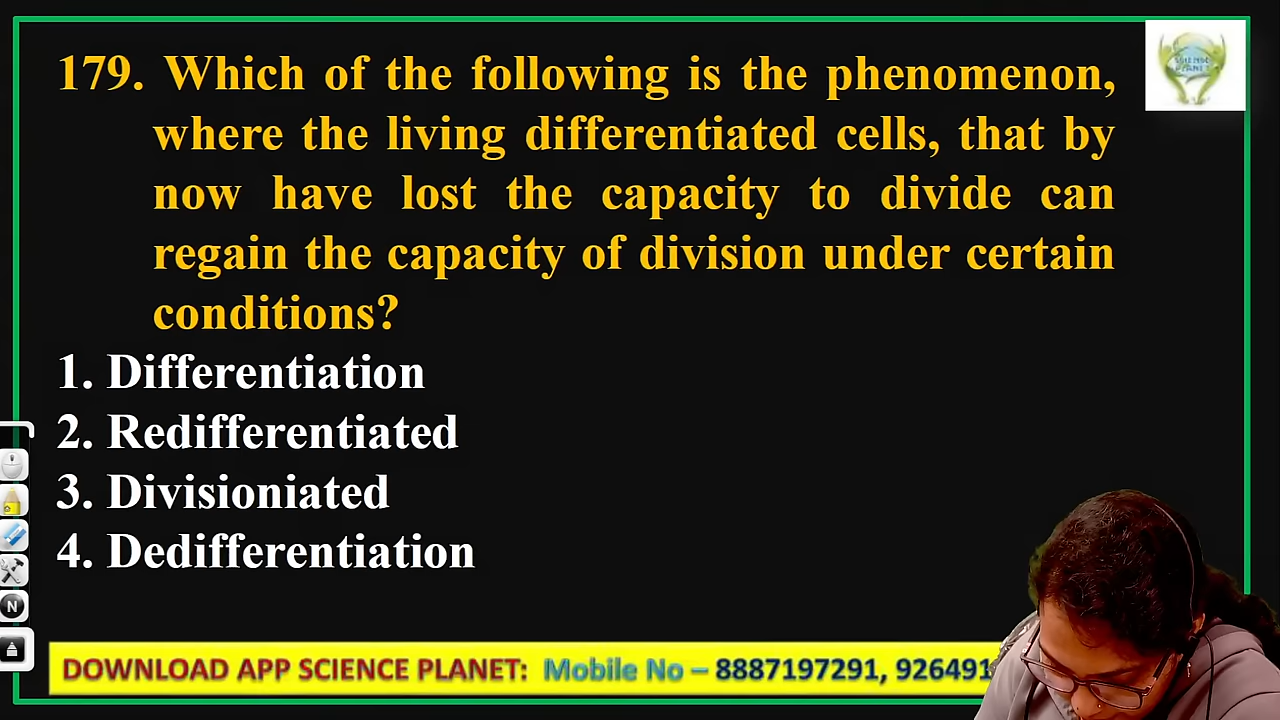 179. Which of the following is the phenomenon,
where the living differentiated cells, that by
now have lost the capacity to divide can
regain the capacity of division under certain
conditions?
1. Differentiation
2. Redifferentiated
3. Divisioniated
4. Dedifferentiation
N
DOWNLOAD APP SCIENCE PLANET: Mobile No – 8887197291, 926491